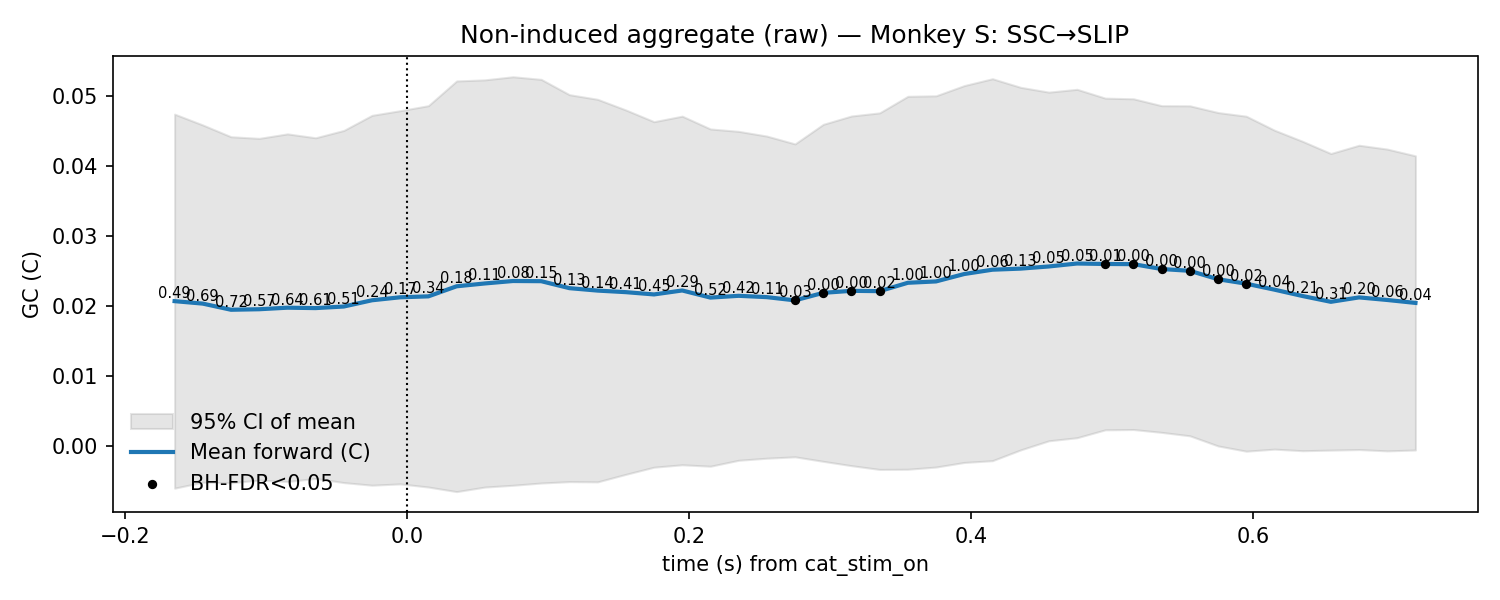 Non-induced aggregate (raw) — Monkey S: SSC→SLIP
GC (C)
0.05
0.04
0.03
0.02
0.01
0.00
0.49 0.69 0.72 0.57 0.64 0.61 0.51 0.24 0.17 0.34 0.18 0.11 0.08 0.15 0.13 0.14 0.41 0.45 0.29 0.52 0.42 0.11 0.03 0.00 0.00 0.02 1.00 1.00 1.00 0.06 0.13 0.05 0.05 0.01 0.00 0.00 0.00 0.00 0.02 0.04 0.21 0.31 0.20 0.06 0.04
95% CI of mean
Mean forward (C)
BH-FDR<0.05
−0.2 0.0 0.2 0.4 0.6
time (s) from cat_stim_on